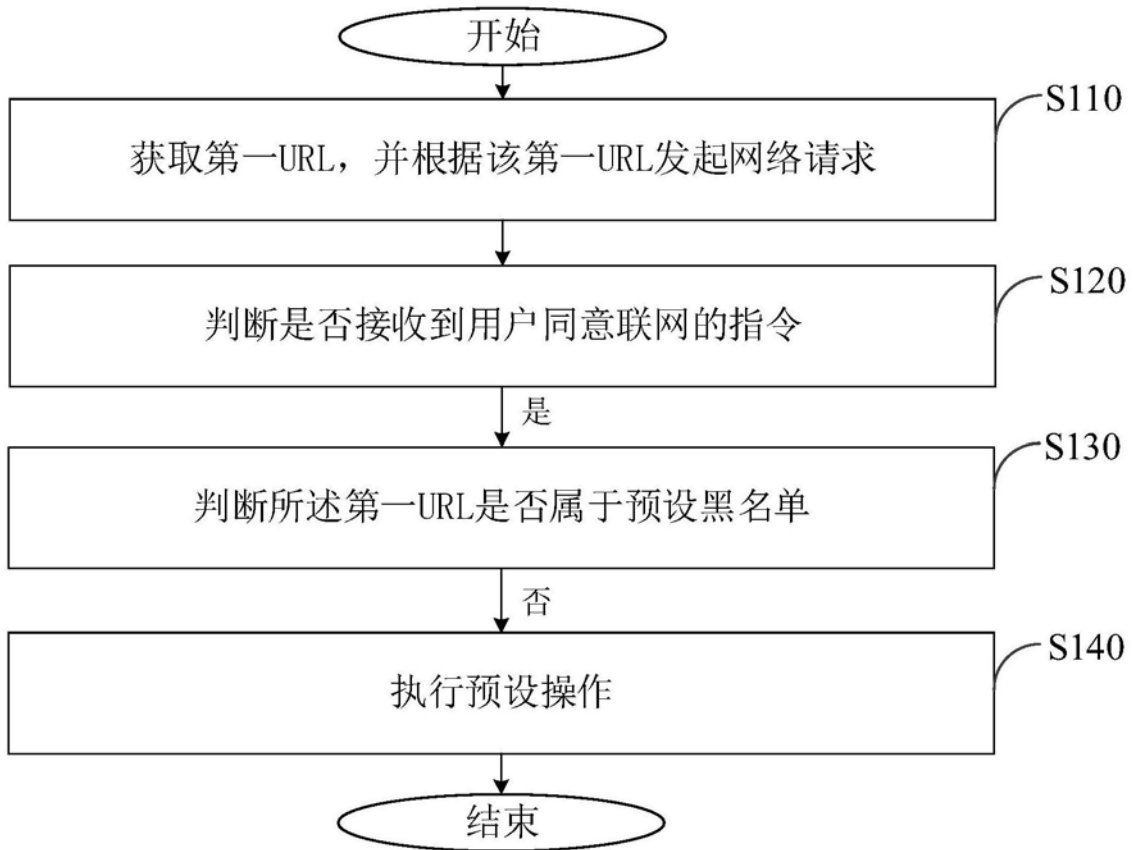 开始
S110
获取第一URL，并根据该第一URL发起网络请求
S120
判断是否接收到用户同意联网的指令
是
S130
判断所述第一URL是否属于预设黑名单
否
S140
执行预设操作
结束